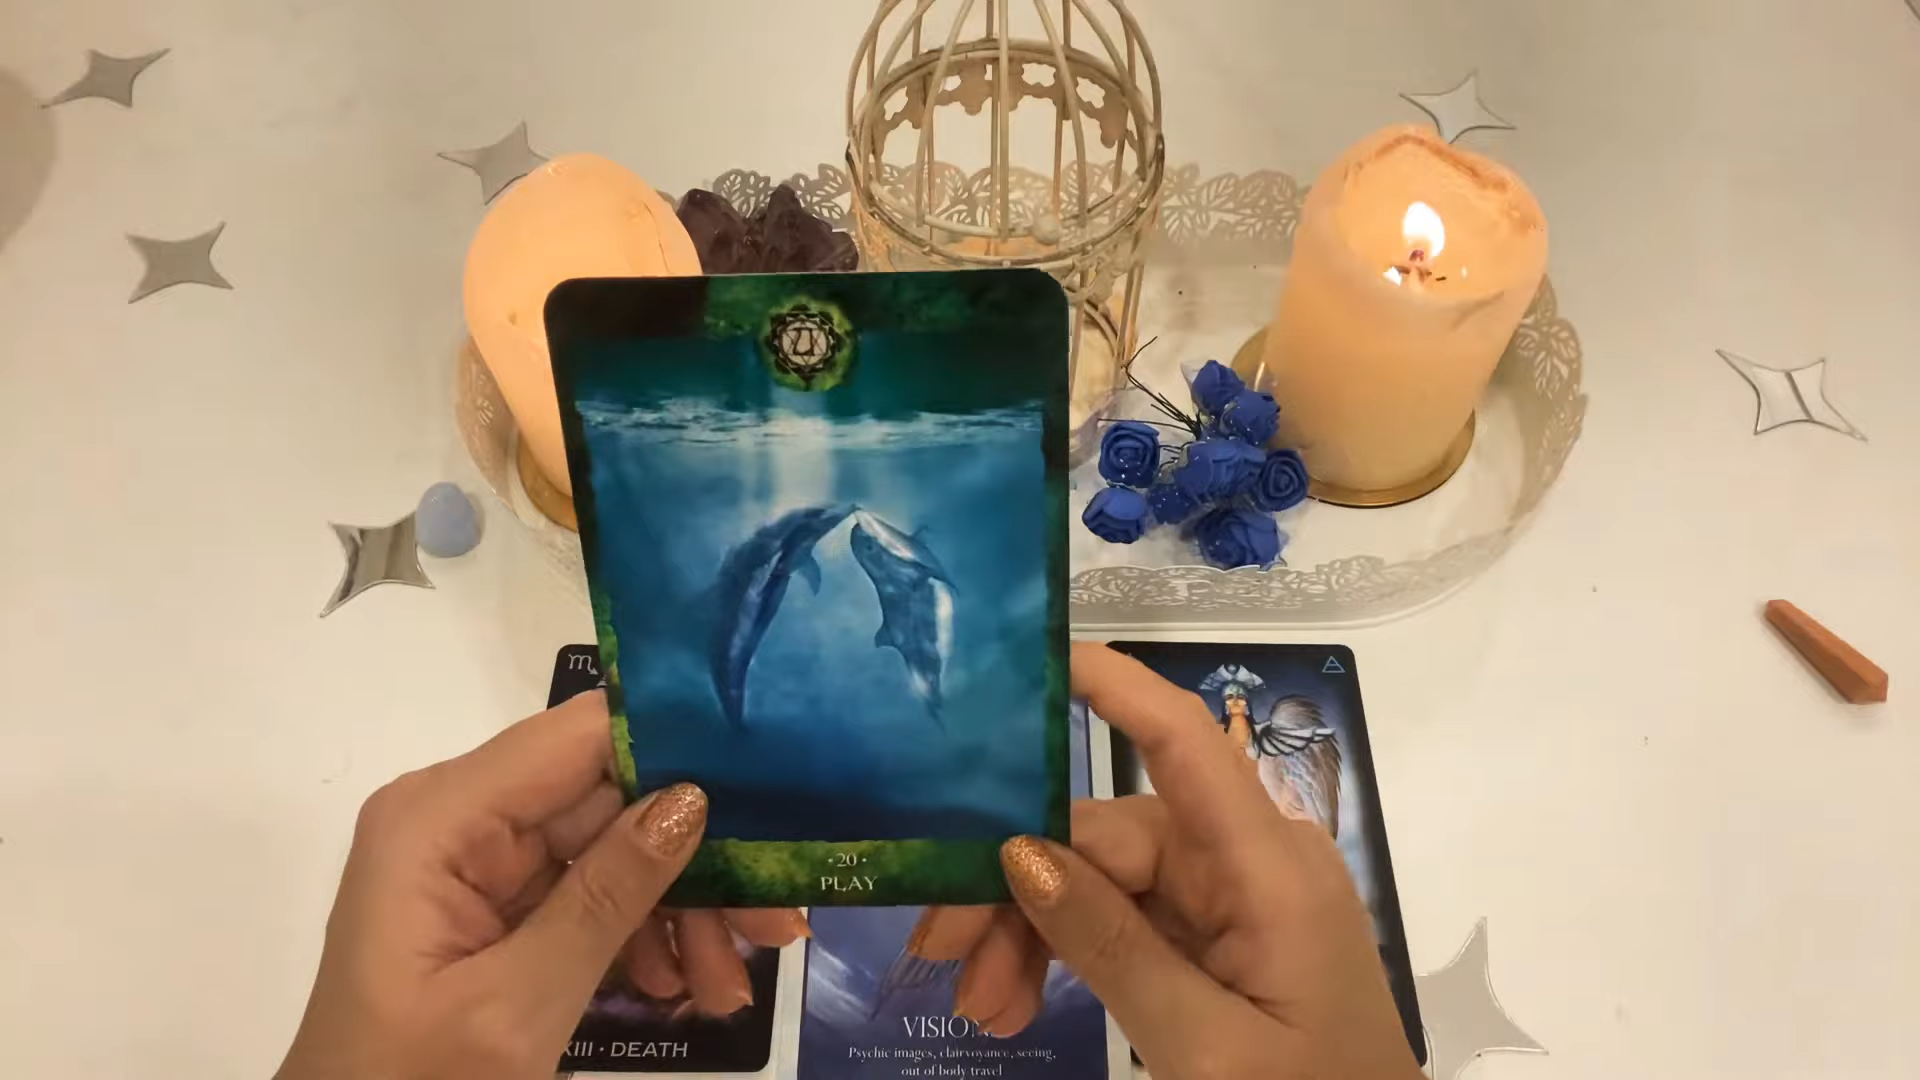 · 20 ·
PLAY
XIII · DEATH
VISION
Psychic images, clairvoyance, seeing,
out of body travel